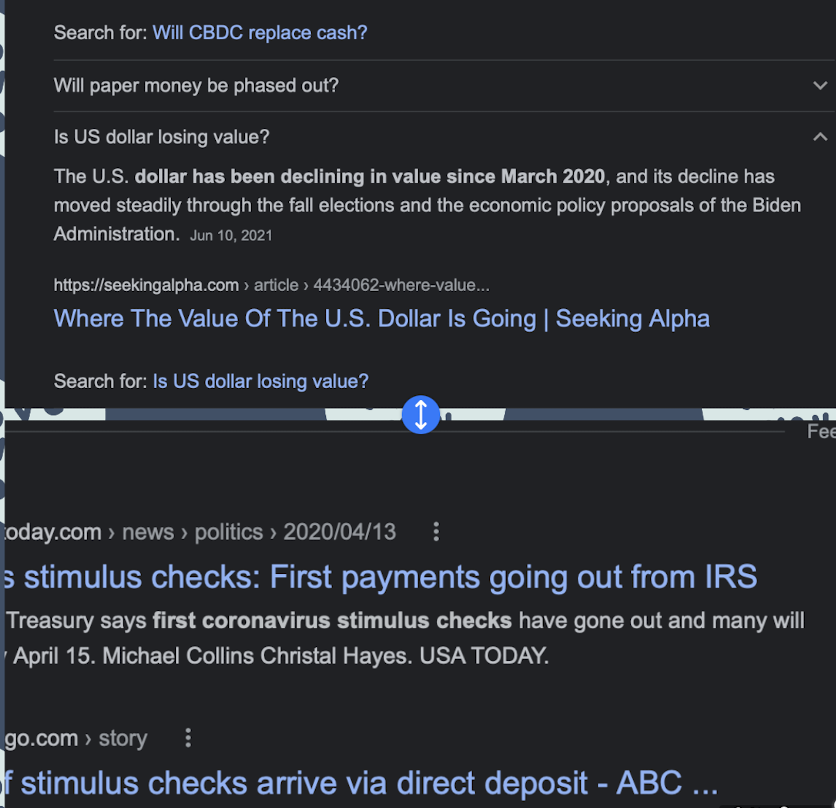 Search for: Will CBDC replace cash?
Will paper money be phased out?
Is US dollar losing value?
The U.S. dollar has been declining in value since March 2020, and its decline has
moved steadily through the fall elections and the economic policy proposals of the Biden
Administration. Jun 10, 2021
https://seekingalpha.com › article › 4434062-where-value...
Where The Value Of The U.S. Dollar Is Going | Seeking Alpha
Search for: Is US dollar losing value?
today.com › news › politics › 2020/04/13
s stimulus checks: First payments going out from IRS
Treasury says first coronavirus stimulus checks have gone out and many will
April 15. Michael Collins Christal Hayes. USA TODAY.
go.com › story
f stimulus checks arrive via direct deposit - ABC ...